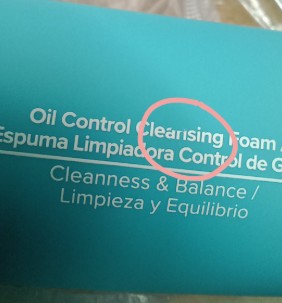 Oil Control Cleansing Foam
Espuma Limpiadora Control de G
Cleanness & Balance /
Limpieza y Equilibrio